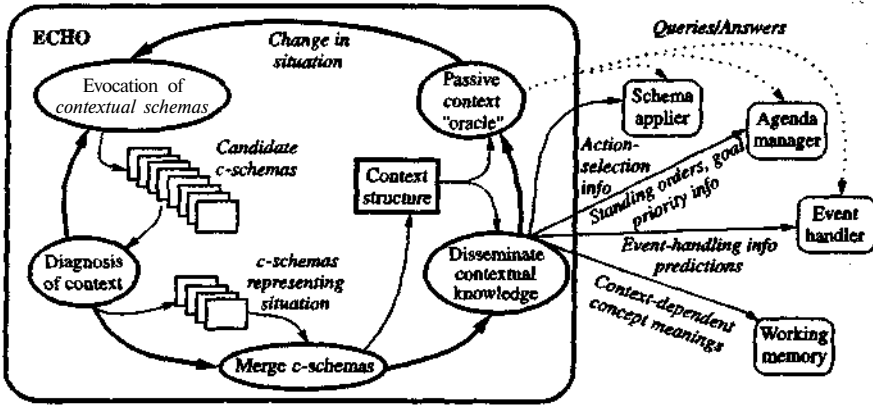 ECHO
Change in
situation
Queries/Answers
Evocation of
contextual schemas
Passive
context
"oracle"
Schema
applier
Agenda
manager
Candidate
c-schemas
Action-
selection
info
Context
structure
Standing orders, goal
priority info
Event
handler
Diagnosis
of context
c-schemas
representing
situation
Disseminate
contextual
knowledge
Event-handling info
predictions
Context-dependent
concept meanings
Working
memory
Merge c-schemas